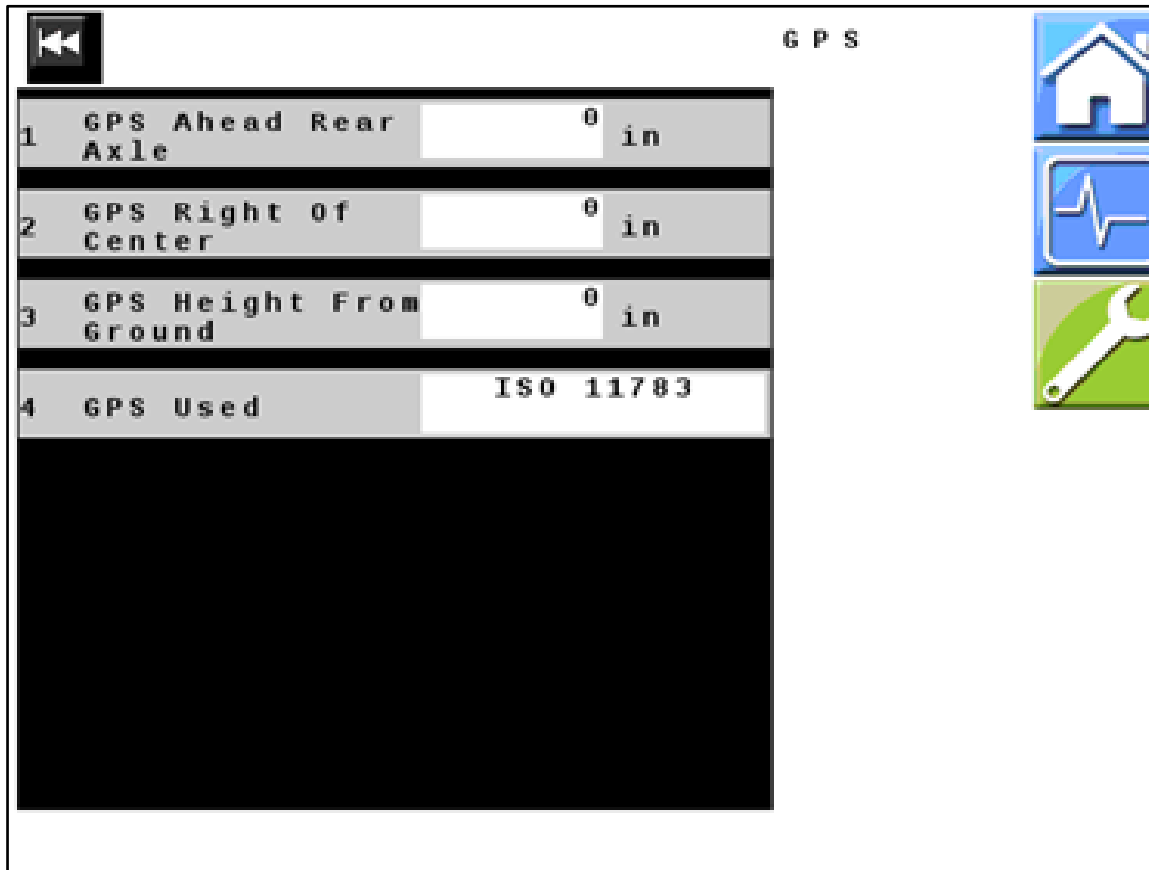 GPS
1 GPS Ahead Rear Axle 0 in
2 GPS Right Of Center 0 in
3 GPS Height From Ground 0 in
4 GPS Used ISO 11783